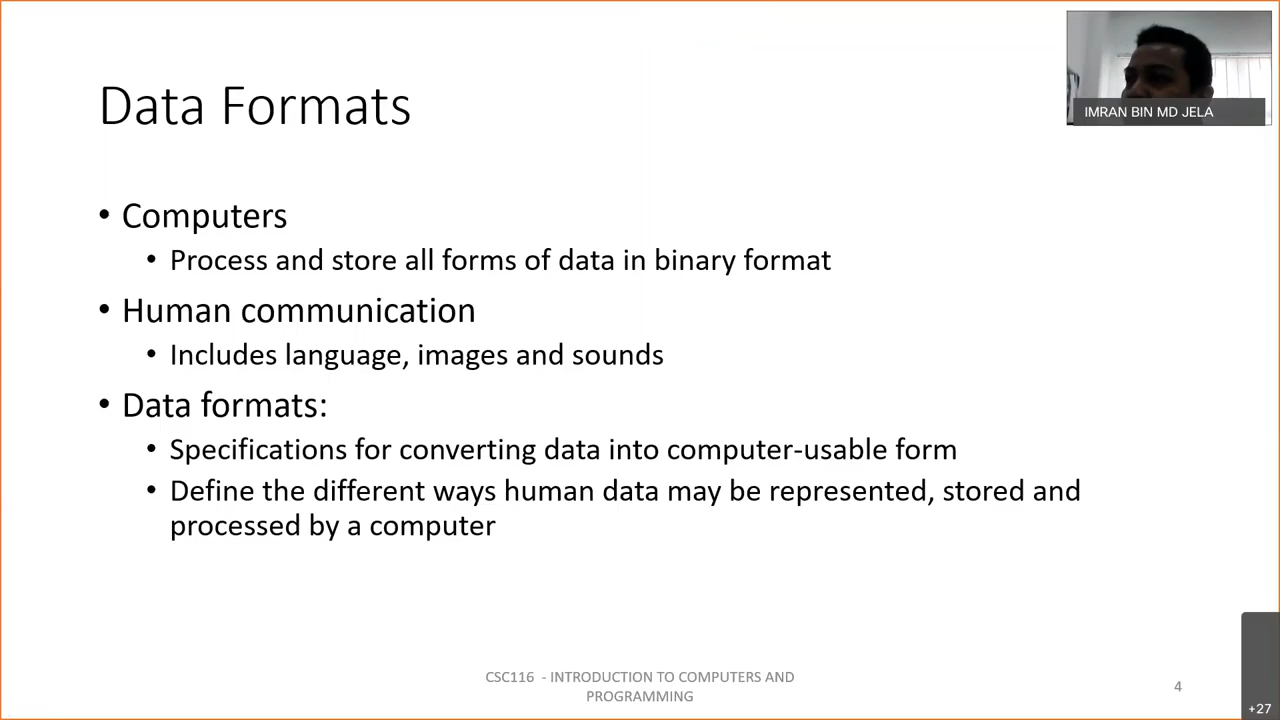 IMRAN BIN MD JELA
Data Formats
• Computers
• Process and store all forms of data in binary format
• Human communication
• Includes language, images and sounds
• Data formats:
• Specifications for converting data into computer-usable form
• Define the different ways human data may be represented, stored and
processed by a computer
CSC116 - INTRODUCTION TO COMPUTERS AND
PROGRAMMING
4
+27